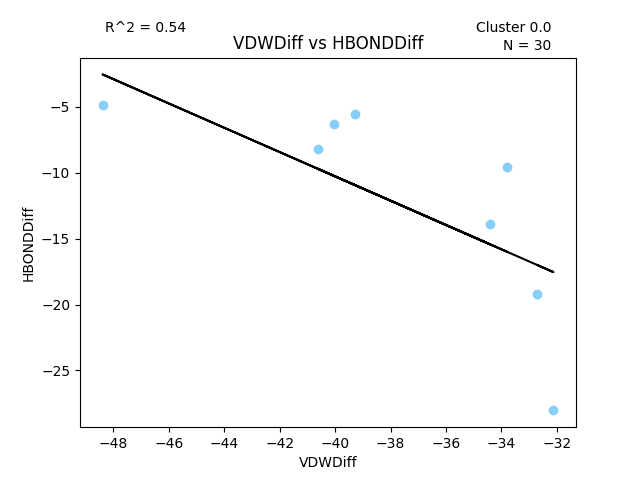 R^2 = 0.54
Cluster 0.0
N = 30
VDWDiff vs HBONDDiff
HBONDDiff
−5
−10
−15
−20
−25
−48 −46 −44 −42 −40 −38 −36 −34 −32
VDWDiff